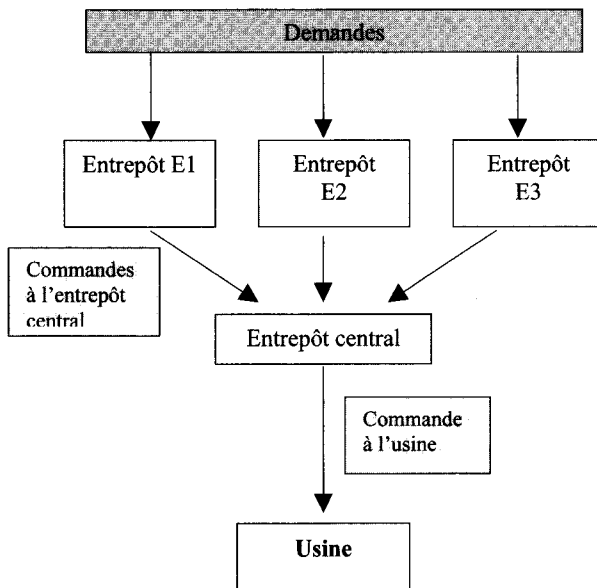 Demandes
Entrepôt E1
Entrepôt
E2
Entrepôt
E3
Commandes
à l'entrepôt
central
Entrepôt central
Commande
à l'usine
Usine